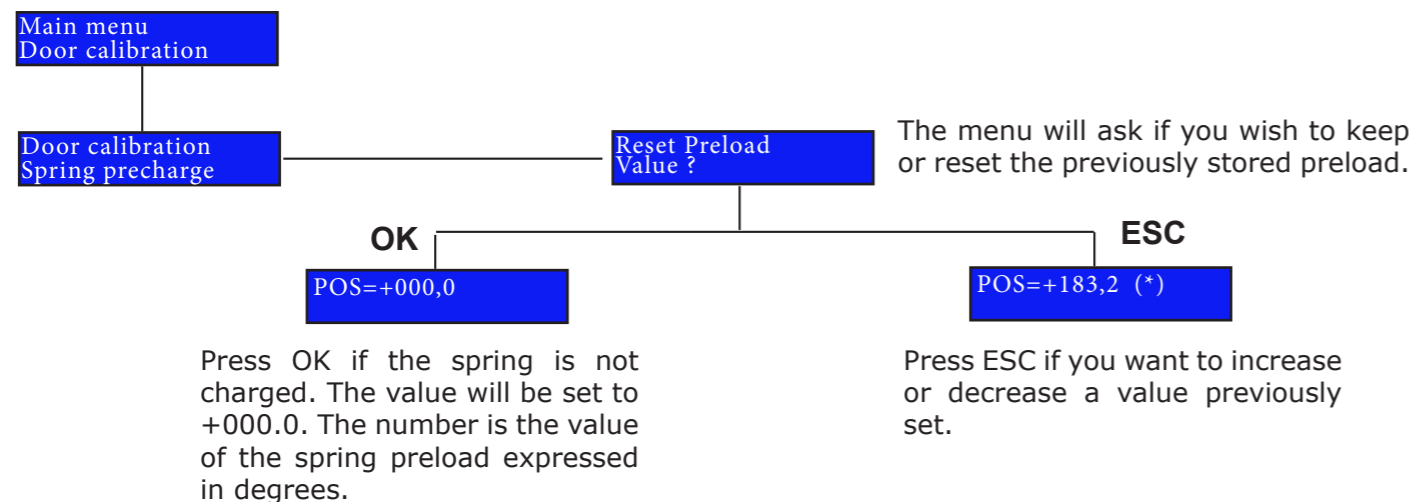 Main menu
Door calibration
Door calibration
Spring precharge
Reset Preload
Value ?
The menu will ask if you wish to keep
or reset the previously stored preload.
OK
ESC
POS=+000,0
POS=+183,2 (*)
Press OK if the spring is not
charged. The value will be set to
+000.0. The number is the value
of the spring preload expressed
in degrees.
Press ESC if you want to increase
or decrease a value previously
set.